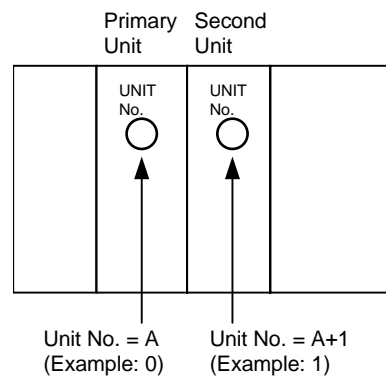 Primary Unit
Second Unit
UNIT No.
UNIT No.
Unit No. = A
(Example: 0)
Unit No. = A+1
(Example: 1)